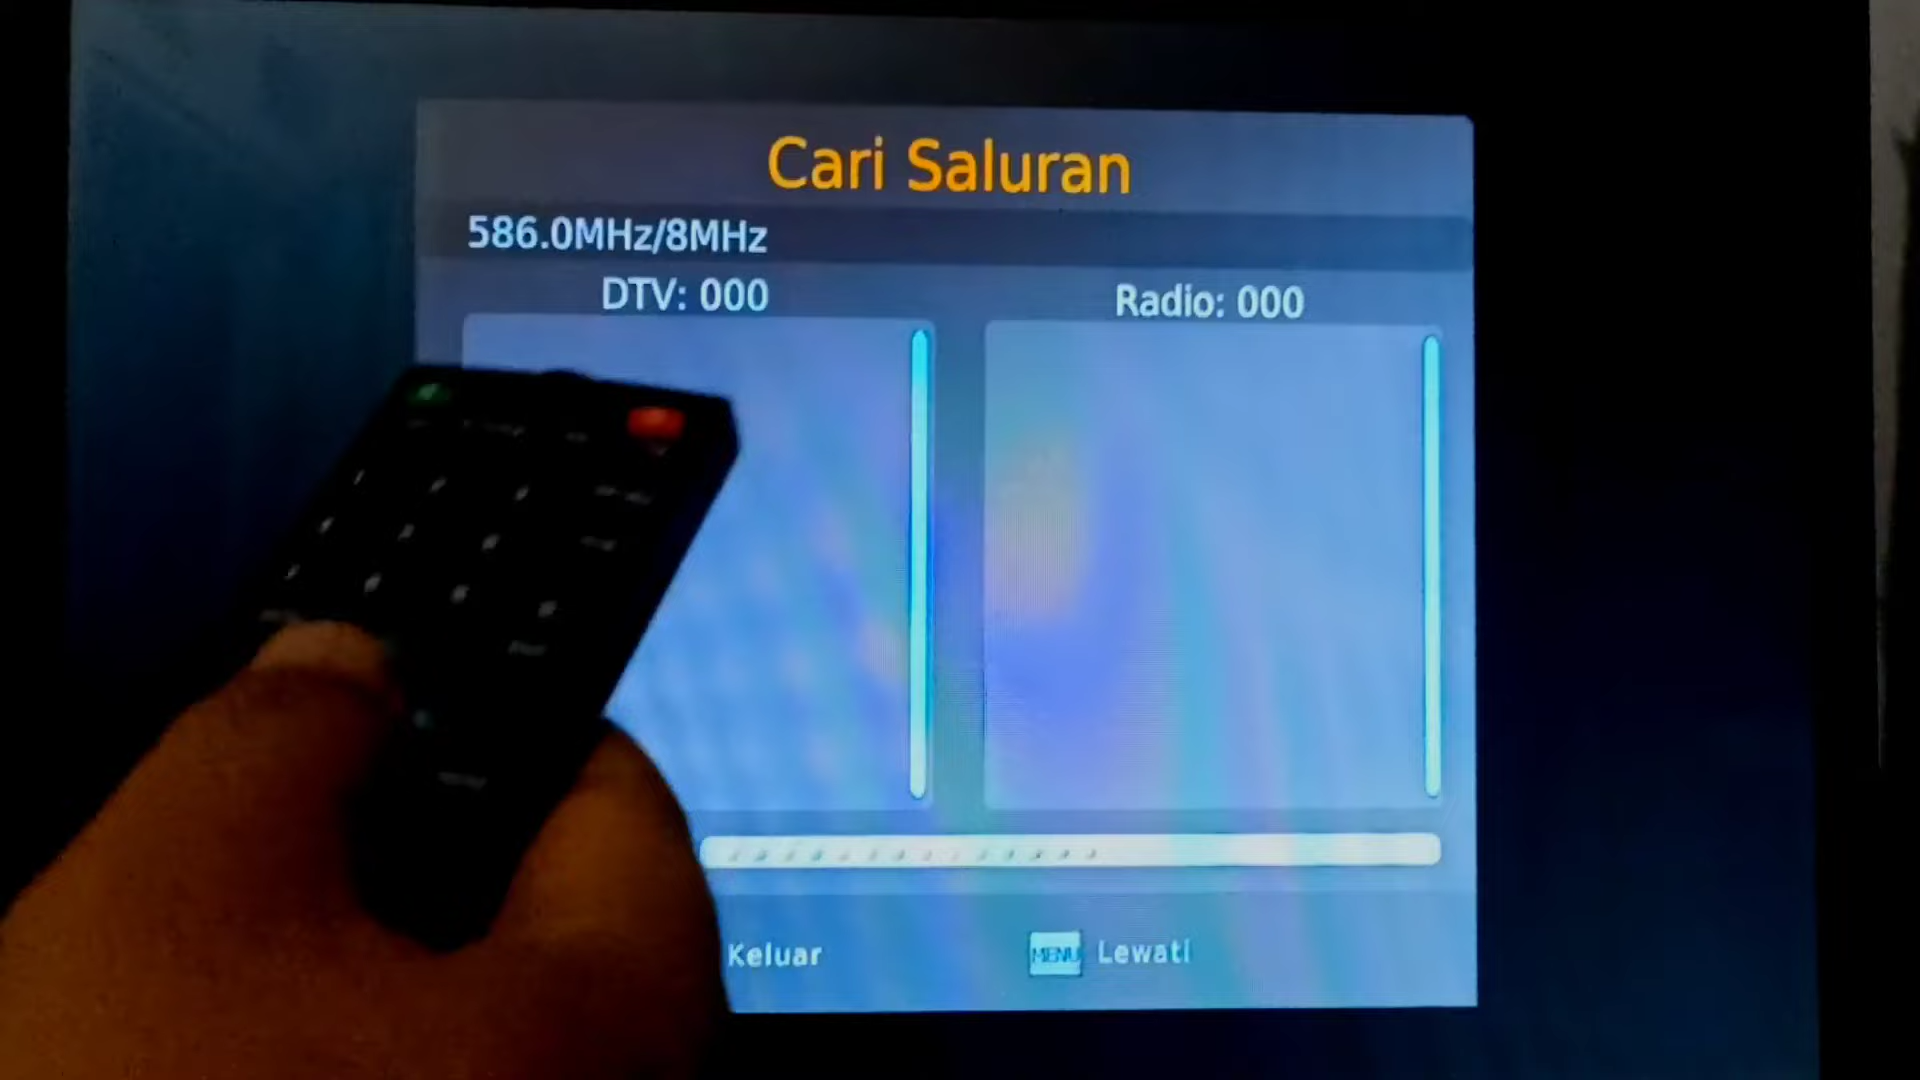 Cari Saluran
586.0MHz/8MHz
DTV: 000
Radio: 000
Keluar
MENU Lewati